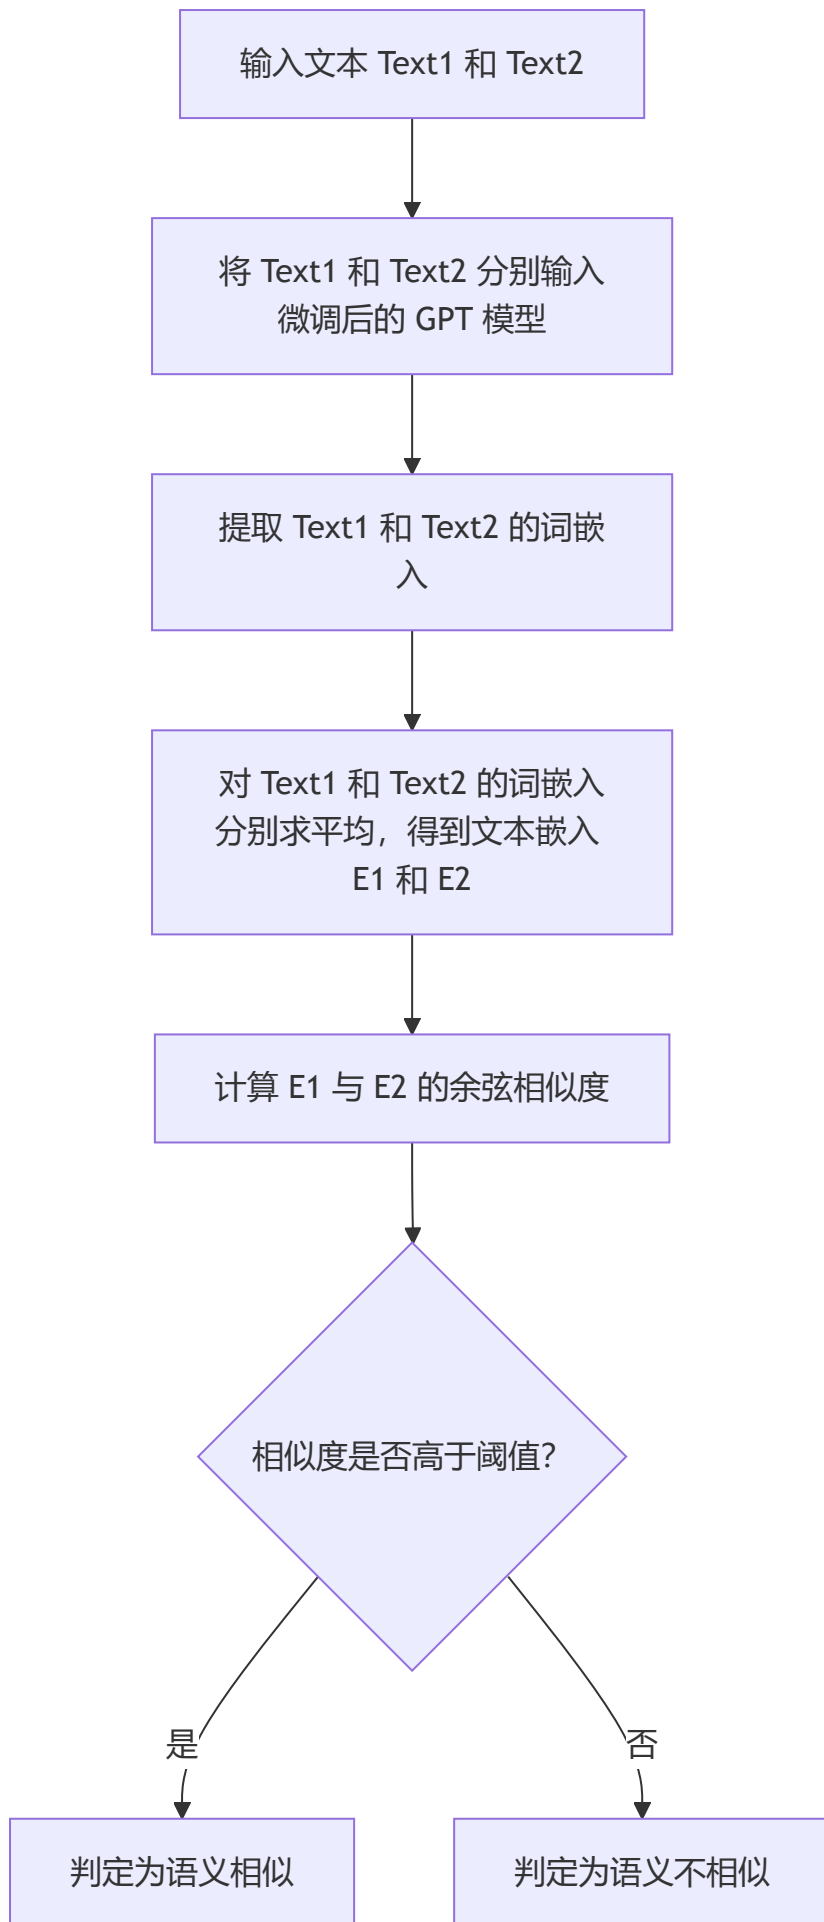 输入文本 Text1 和 Text2
将 Text1 和 Text2 分别输入
微调后的 GPT 模型
提取 Text1 和 Text2 的词嵌
入
对 Text1 和 Text2 的词嵌入
分别求平均，得到文本嵌入
E1 和 E2
计算 E1 与 E2 的余弦相似度
相似度是否高于阈值？
是
否
判定为语义相似
判定为语义不相似